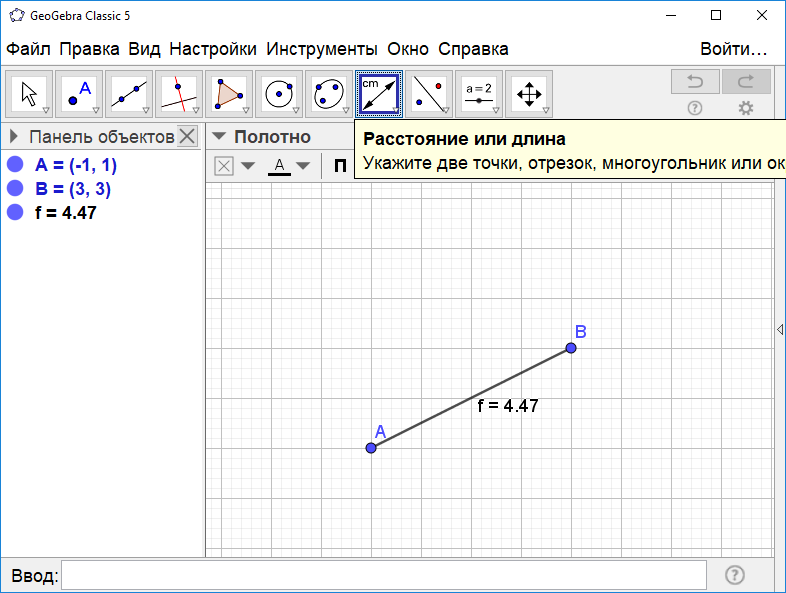 GeoGebra Classic 5
Файл Правка Вид Настройки Инструменты Окно Справка Войти…
A
cm
a = 2
Расстояние или длина
Укажите две точки, отрезок, многоугольник или ок
Панель объектов
Полотно
A
П
A = (-1, 1)
B = (3, 3)
f = 4.47
B
f = 4.47
A
Ввод: